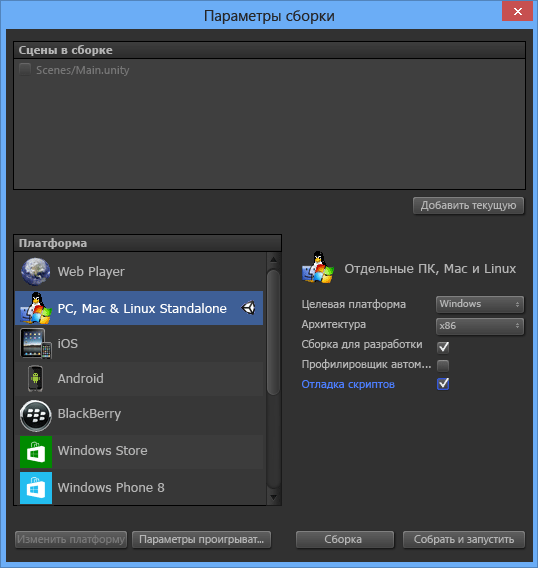 Параметры сборки
Сцены в сборке
Scenes/Main.unity
Добавить текущую
Платформа
Web Player
PC, Mac & Linux Standalone
iOS
Android
BlackBerry
Windows Store
Windows Phone 8
Отдельные ПК, Mac и Linux
Целевая платформа Windows
Архитектура x86
Сборка для разработки
Профилировщик автом...
Отладка скриптов
Изменить платформу Параметры проигрыват... Сборка Собрать и запустить